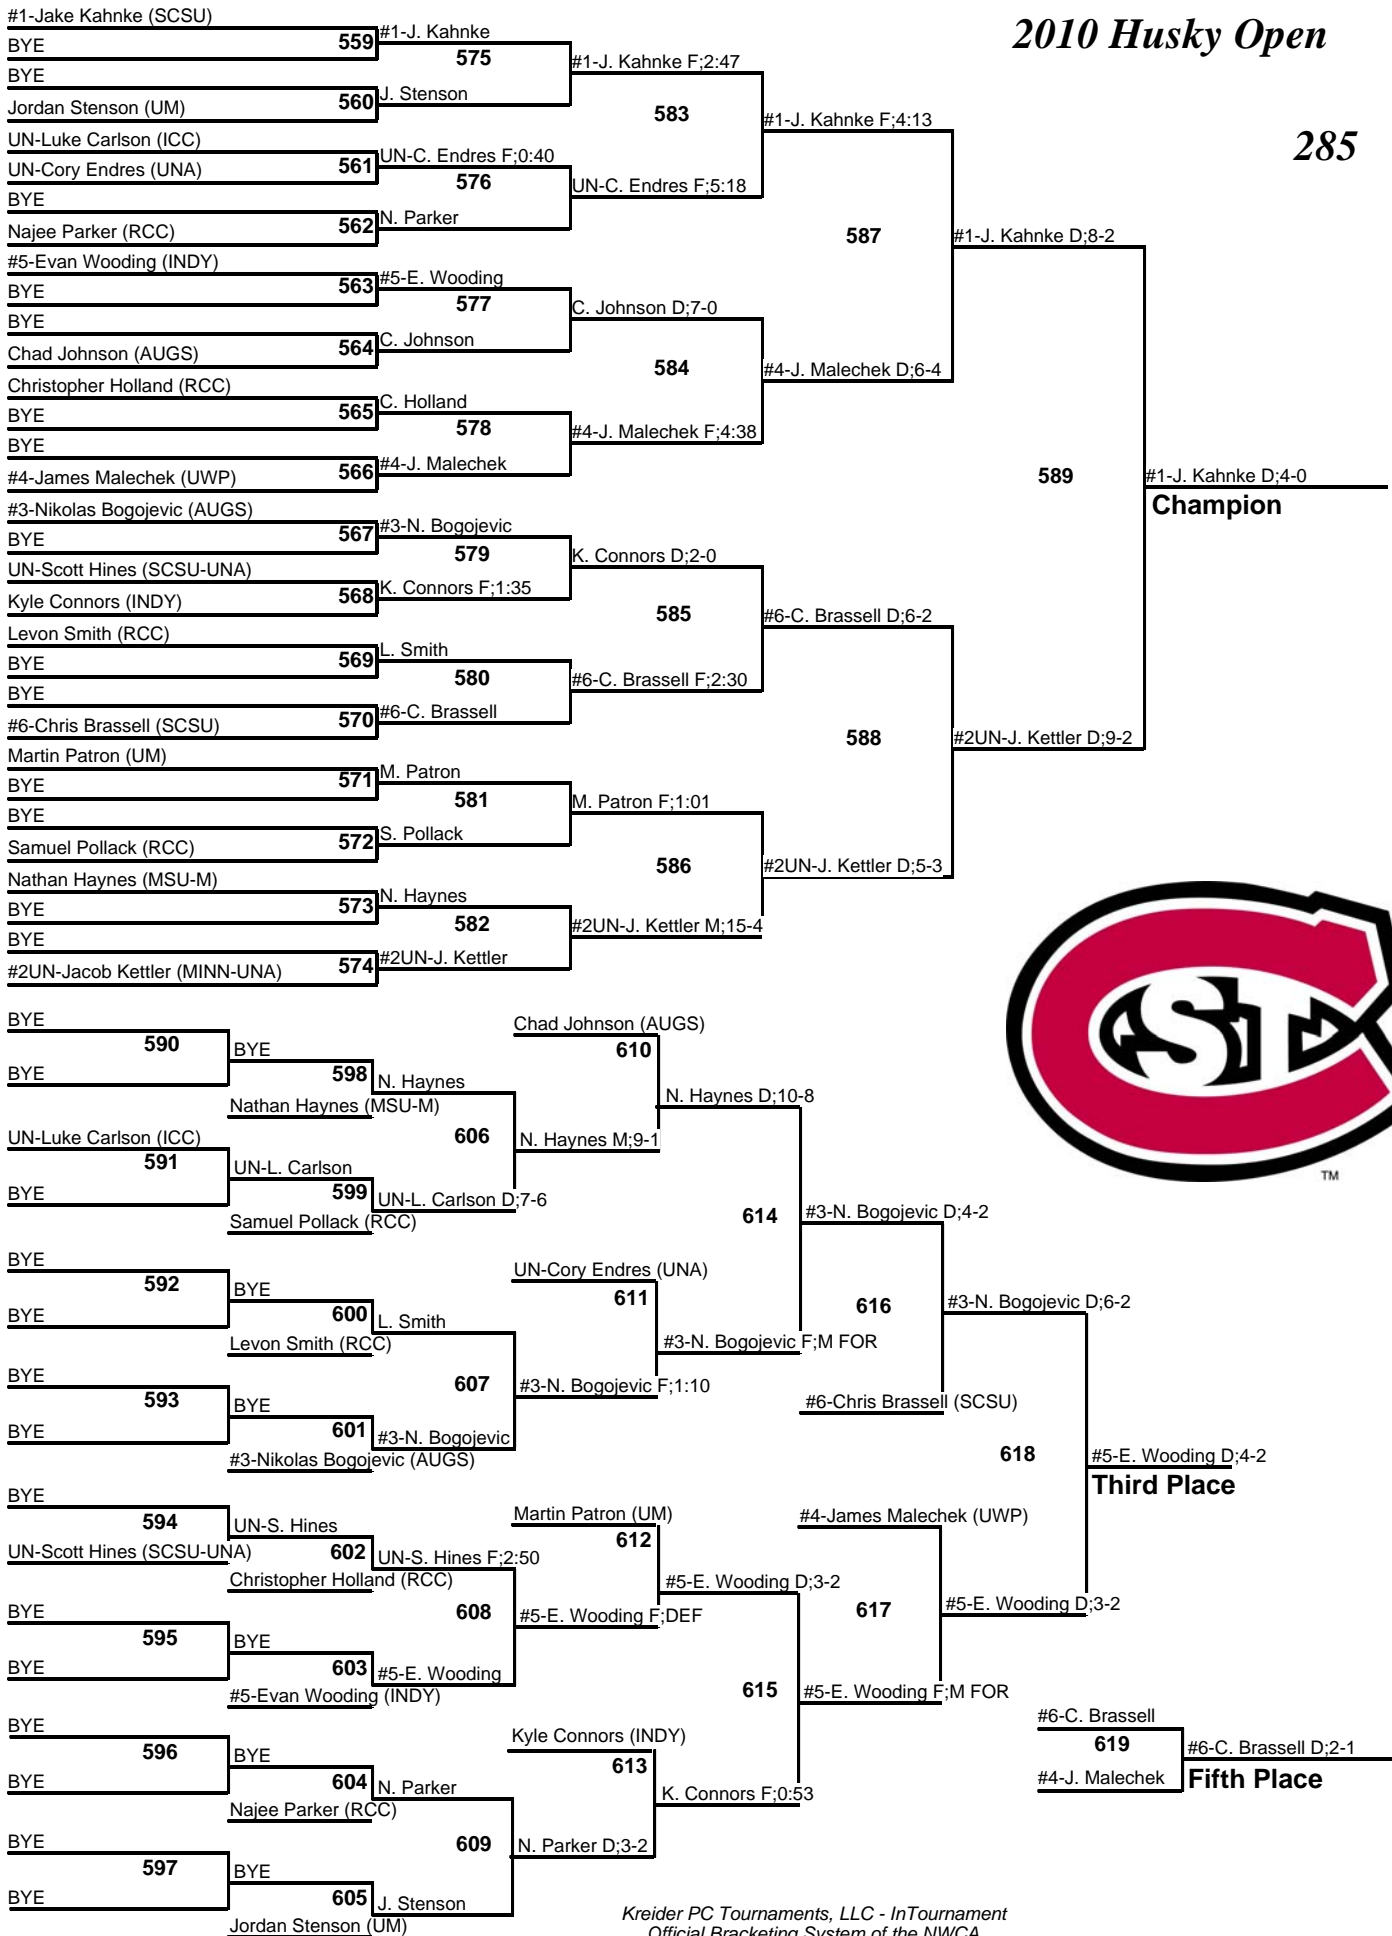 #1-Jake Kahnke (SCSU)
2010 Husky Open
285
BYE
559
BYE
Jordan Stenson (UM)
560
UN-Luke Carlson (ICC)
UN-Cory Endres (UNA)
561
BYE
Najee Parker (RCC)
562
#5-Evan Wooding (INDY)
BYE
563
BYE
Chad Johnson (AUGS)
564
Christopher Holland (RCC)
BYE
565
BYE
#4-James Malechek (UWP)
566
#3-Nikolas Bogojevic (AUGS)
BYE
567
UN-Scott Hines (SCSU-UNA)
Kyle Connors (INDY)
568
Levon Smith (RCC)
BYE
569
BYE
#6-Chris Brassell (SCSU)
570
Martin Patron (UM)
BYE
571
BYE
Samuel Pollack (RCC)
572
Nathan Haynes (MSU-M)
BYE
573
BYE
#2UN-Jacob Kettler (MINN-UNA)
574
#1-J. Kahnke
575
J. Stenson
UN-C. Endres F;0:40
576
N. Parker
#5-E. Wooding
577
C. Johnson
C. Holland
578
#4-J. Malechek
#3-N. Bogojevic
579
K. Connors F;1:35
L. Smith
580
#6-C. Brassell
M. Patron
581
S. Pollack
N. Haynes
582
#2UN-J. Kettler
#1-J. Kahnke F;2:47
583
UN-C. Endres F;5:18
C. Johnson D;7-0
584
#4-J. Malechek F;4:38
K. Connors D;2-0
585
#6-C. Brassell F;2:30
M. Patron F;1:01
586
#2UN-J. Kettler M;15-4
#1-J. Kahnke F;4:13
587
#4-J. Malechek D;6-4
#6-C. Brassell D;6-2
588
#2UN-J. Kettler D;5-3
#1-J. Kahnke D;8-2
589
#2UN-J. Kettler D;9-2
#1-J. Kahnke D;4-0
Champion
ST
C
TM
BYE
590
BYE
UN-Luke Carlson (ICC)
591
BYE
BYE
592
BYE
BYE
593
BYE
BYE
594
UN-Scott Hines (SCSU-UNA)
BYE
595
BYE
BYE
596
BYE
BYE
597
BYE
BYE
598
Nathan Haynes (MSU-M)
UN-L. Carlson
599
Samuel Pollack (RCC)
BYE
600
Levon Smith (RCC)
BYE
601
#3-Nikolas Bogojevic (AUGS)
UN-S. Hines
602
Christopher Holland (RCC)
BYE
603
#5-Evan Wooding (INDY)
BYE
604
Najee Parker (RCC)
BYE
605
Jordan Stenson (UM)
N. Haynes
606
UN-L. Carlson D;7-6
L. Smith
607
#3-N. Bogojevic
UN-S. Hines F;2:50
608
#5-E. Wooding
N. Parker
609
J. Stenson
Chad Johnson (AUGS)
610
N. Haynes M;9-1
UN-Cory Endres (UNA)
611
#3-N. Bogojevic F;1:10
Martin Patron (UM)
612
#5-E. Wooding F;DEF
Kyle Connors (INDY)
613
N. Parker D;3-2
N. Haynes D;10-8
614
#3-N. Bogojevic F;M FOR
#5-E. Wooding D;3-2
615
K. Connors F;0:53
#3-N. Bogojevic D;4-2
616
#6-Chris Brassell (SCSU)
#4-James Malechek (UWP)
617
#5-E. Wooding F;M FOR
#3-N. Bogojevic D;6-2
618
#5-E. Wooding D;3-2
#5-E. Wooding D;4-2
Third Place
#6-C. Brassell
619
#4-J. Malechek
#6-C. Brassell D;2-1
Fifth Place
Kreider PC Tournaments, LLC - InTournament
Official Bracketing System of the NWCA